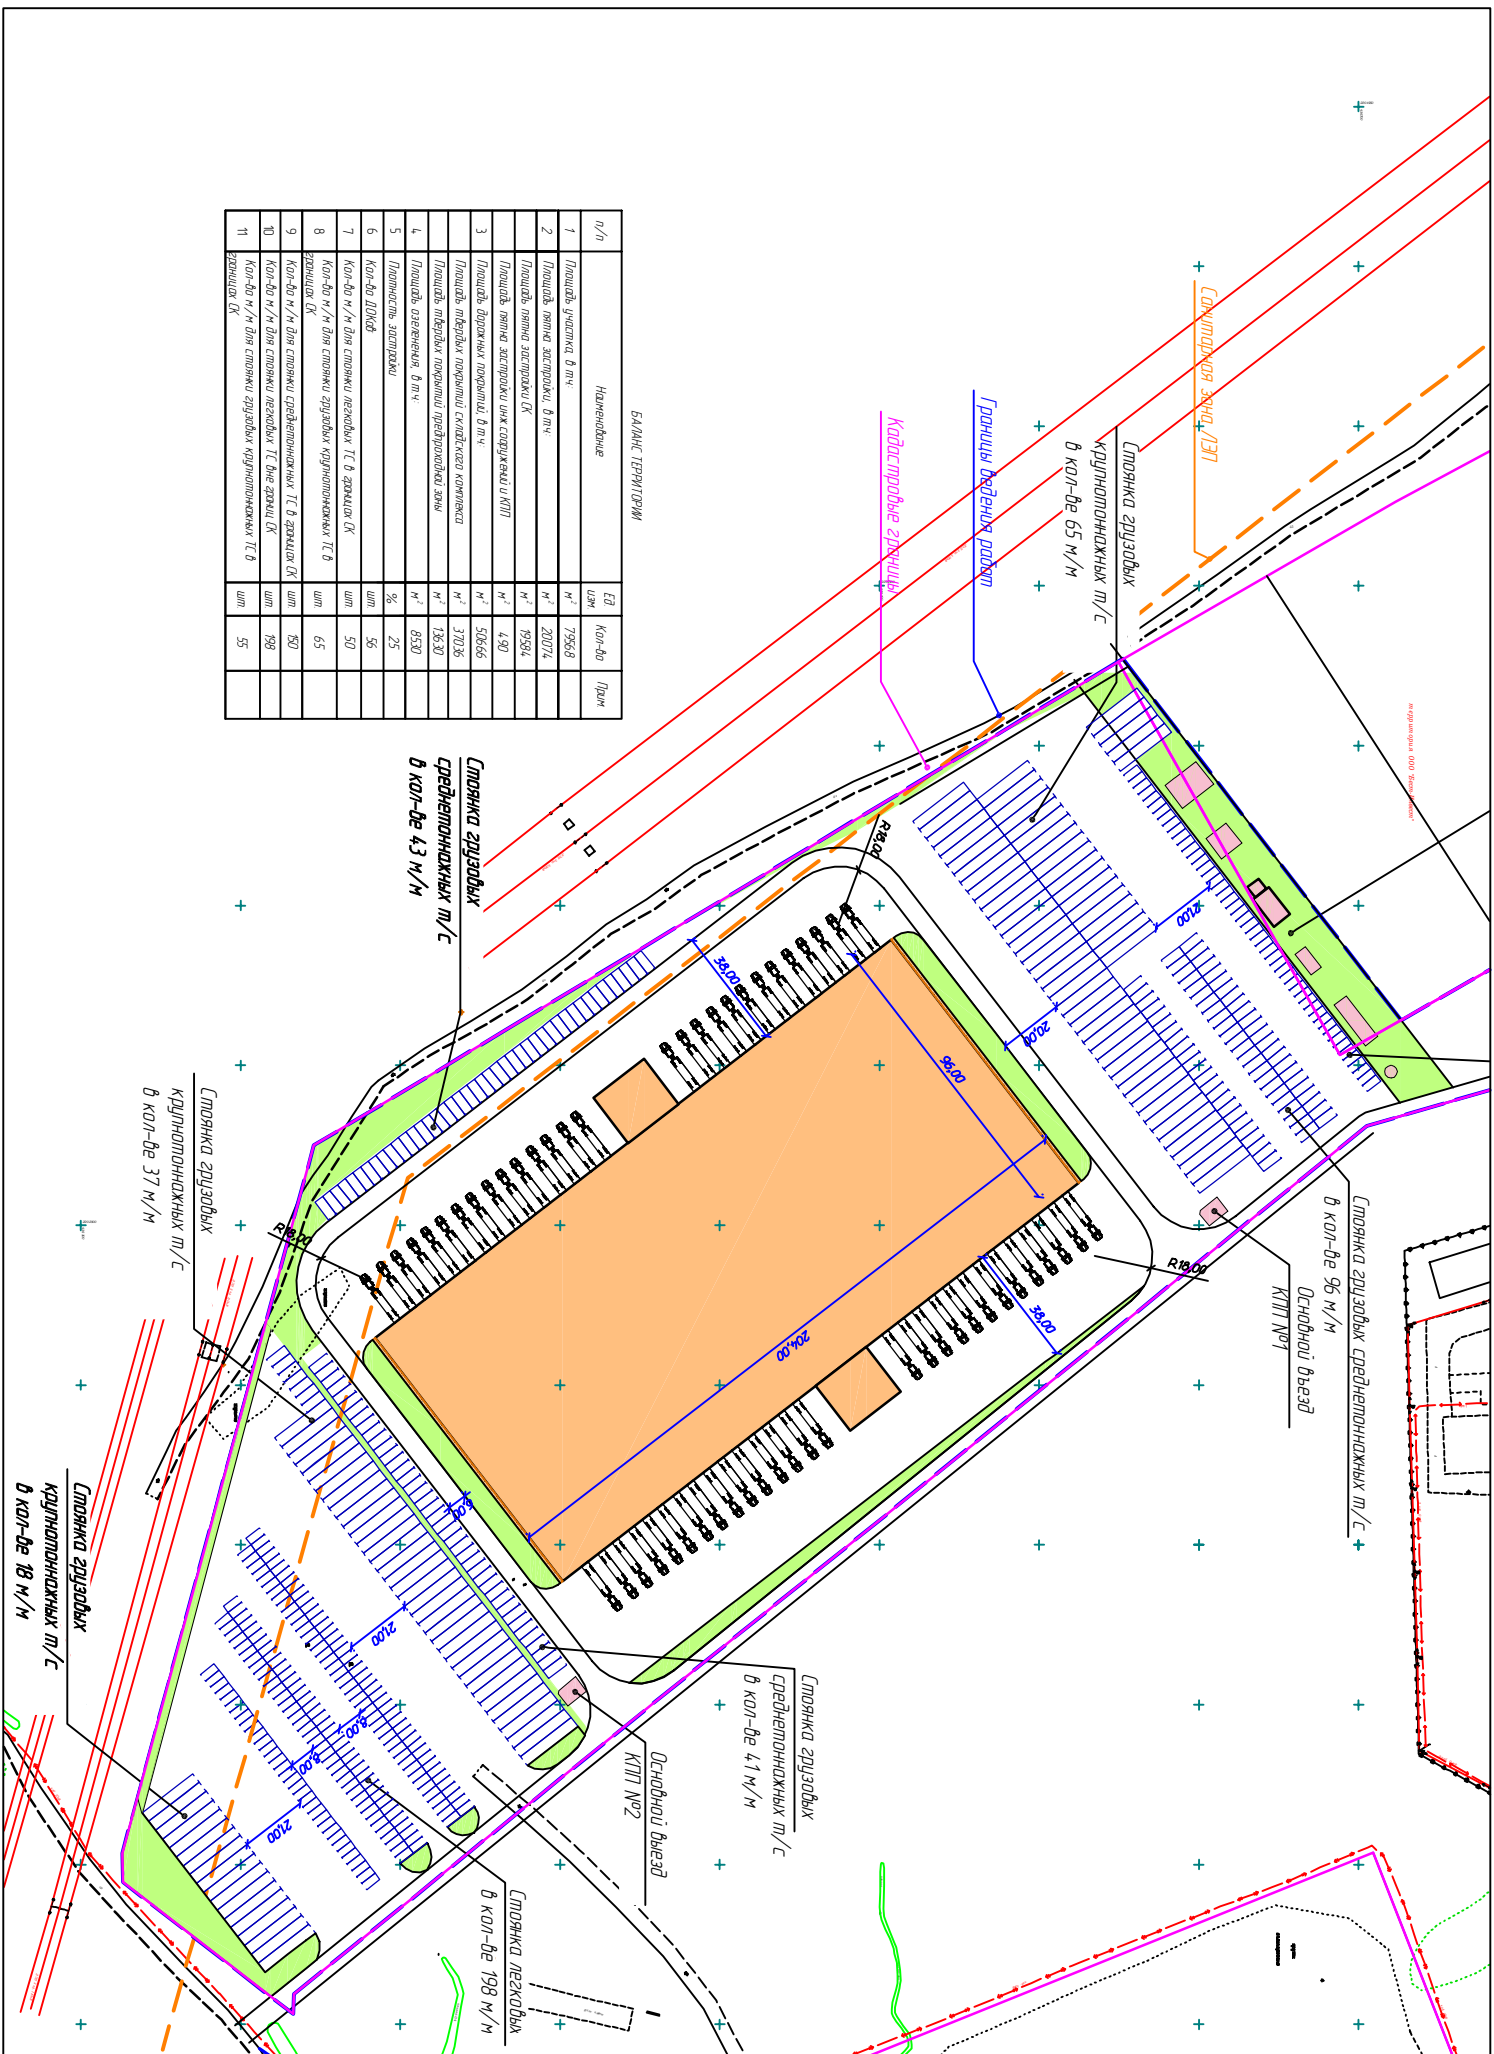 БАЛАНС ТЕРРИТОРИИ
п/п Наименование Ед. изм. Кол-во Прим.
1 Площадь участка, в т.ч.: м² 79568
2 Площадь пятна застройки, в т.ч.: м² 20074
Площадь пятна застройки СК м² 19584
Площадь пятна застройки инж.сооружений и КПП м² 490
3 Площадь дорожных покрытий, в т.ч.: м² 50666
Площадь твердых покрытий складского комплекса м² 37036
Площадь твердых покрытий предпроходной зоны м² 13630
4 Площадь озеленения, в т.ч.: м² 8530
5 Плотность застройки % 25
6 Кол-во ДОКов шт. 56
7 Кол-во м/м для стоянки легковых ТС в границах СК шт. 50
8 Кол-во м/м для стоянки грузовых крупнотоннажных ТС в
границах СК шт. 65
9 Кол-во м/м для стоянки среднетоннажных ТС в границах СК шт.
10 Кол-во м/м для стоянки легковых ТС вне границ СК шт. 198
11 Кол-во м/м для стоянки грузовых крупнотоннажных ТС в
границах СК шт. 55
Санитарная зона ЛЭП
Границы ведения работ
Кадастровые границы
Стоянка грузовых
крупнотоннажных т/с
в кол-ве 65 м/м
Стоянка грузовых
среднетоннажных т/с
в кол-ве 43 м/м
Стоянка грузовых
крупнотоннажных т/с
в кол-ве 37 м/м
Стоянка грузовых
крупнотоннажных т/с
в кол-ве 18 м/м
Стоянка грузовых среднетоннажных т/с
в кол-ве 96 м/м
Основной въезд
КПП №1
Стоянка грузовых
среднетоннажных т/с
в кол-ве 41 м/м
Основной выезд
КПП №2
Стоянка легковых
в кол-ве 198 м/м
R18,00
R18,00
R18,00
21,00
20,00
38,00
96,00
204,00
38,00
6,00
21,00
8,00
8,00
21,00